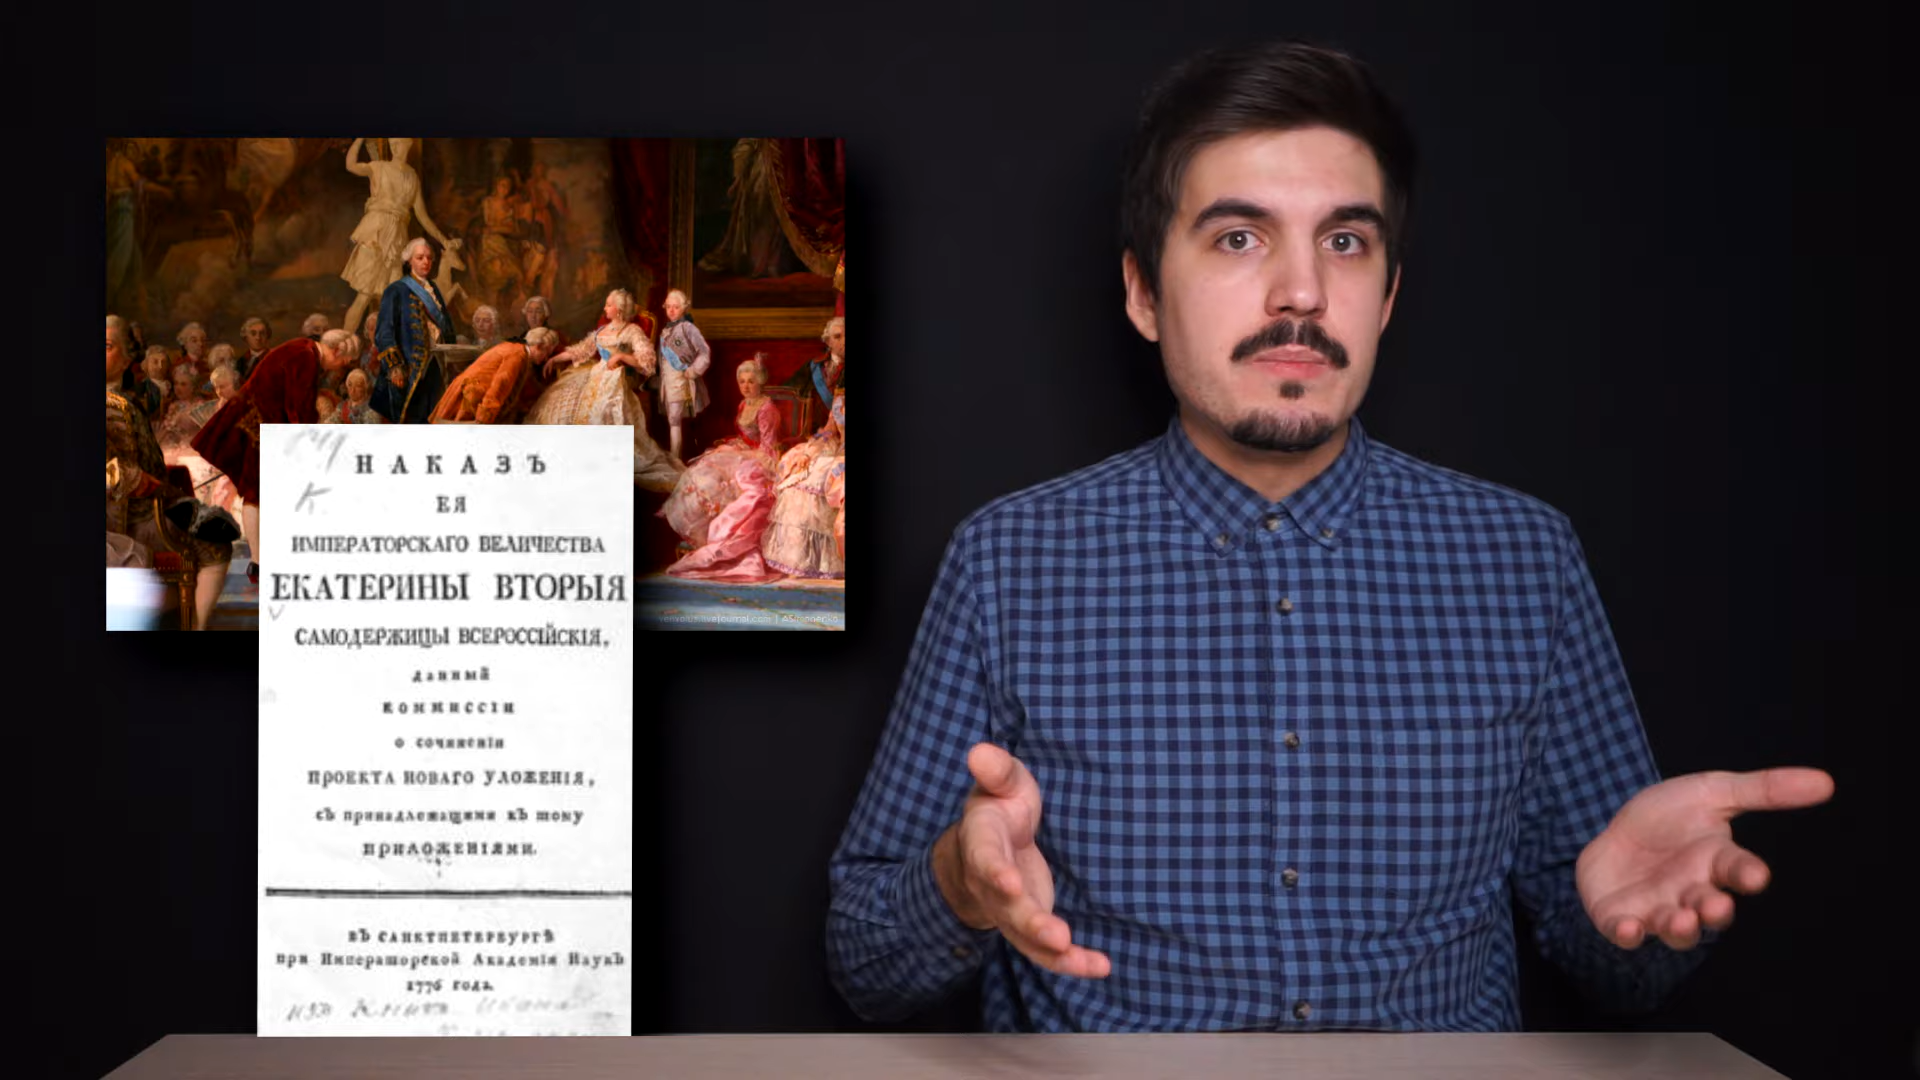 НАКАЗЪ
ЕЯ
ИМПЕРАТОРСКАГО ВЕЛИЧЕСТВА
ЕКАТЕРИНЫ ВТОРЫЯ
САМОДЕРЖИЦЫ ВСЕРОССІЙСКІЯ,
данный
КОММИССІИ
о сочиненіи
ПРОЕКТА НОВАГО УЛОЖЕНІЯ,
съ принадлежащими къ тому
ПРИЛОЖЕНІЯМИ.
ВЪ САНКТПЕТЕРБУРГѢ
при Императорской Академіи Наукъ
1776 года.